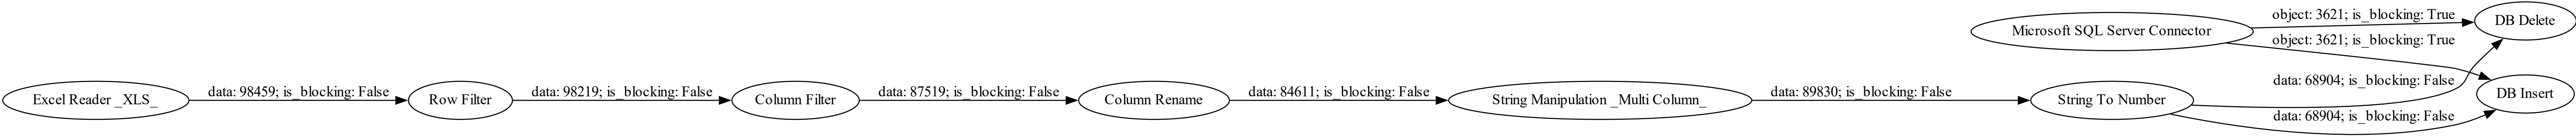 object: 3621; is_blocking: True
DB Delete
Microsoft SQL Server Connector
object: 3621; is_blocking: True
data: 68904; is_blocking: False
Excel Reader _XLS_
data: 98459; is_blocking: False
Row Filter
data: 98219; is_blocking: False
Column Filter
data: 87519; is_blocking: False
Column Rename
data: 84611; is_blocking: False
String Manipulation _Multi Column_
data: 89830; is_blocking: False
String To Number
DB Insert
data: 68904; is_blocking: False